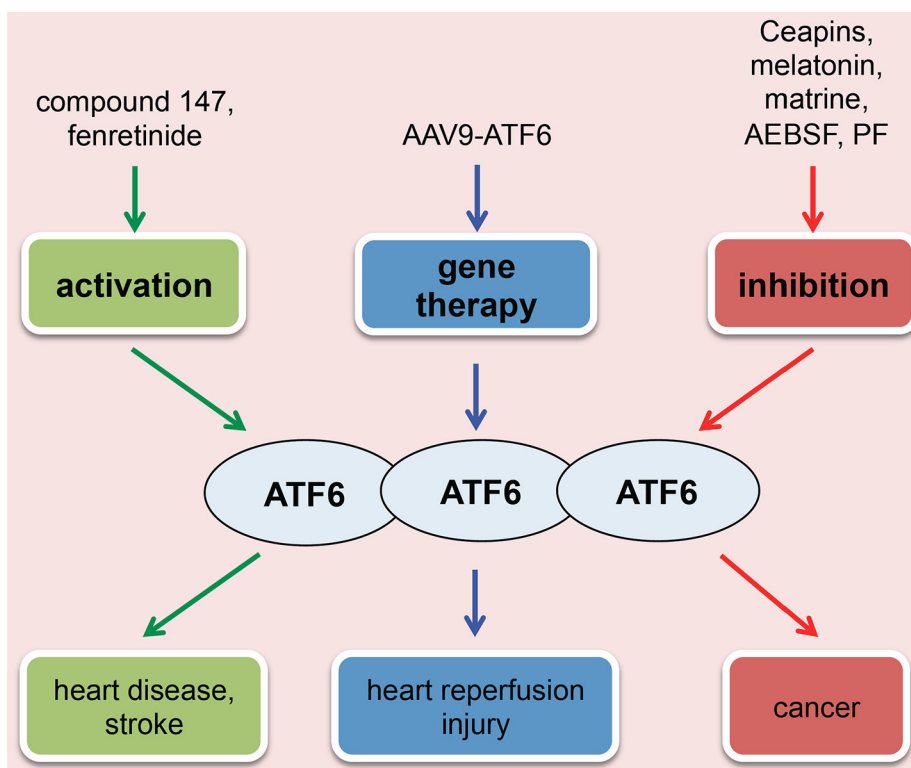 compound 147,
fenretinide
AAV9-ATF6
Ceapins,
melatonin,
matrine,
AEBSF, PF
activation
gene
therapy
inhibition
ATF6
ATF6
ATF6
heart disease,
stroke
heart reperfusion
injury
cancer